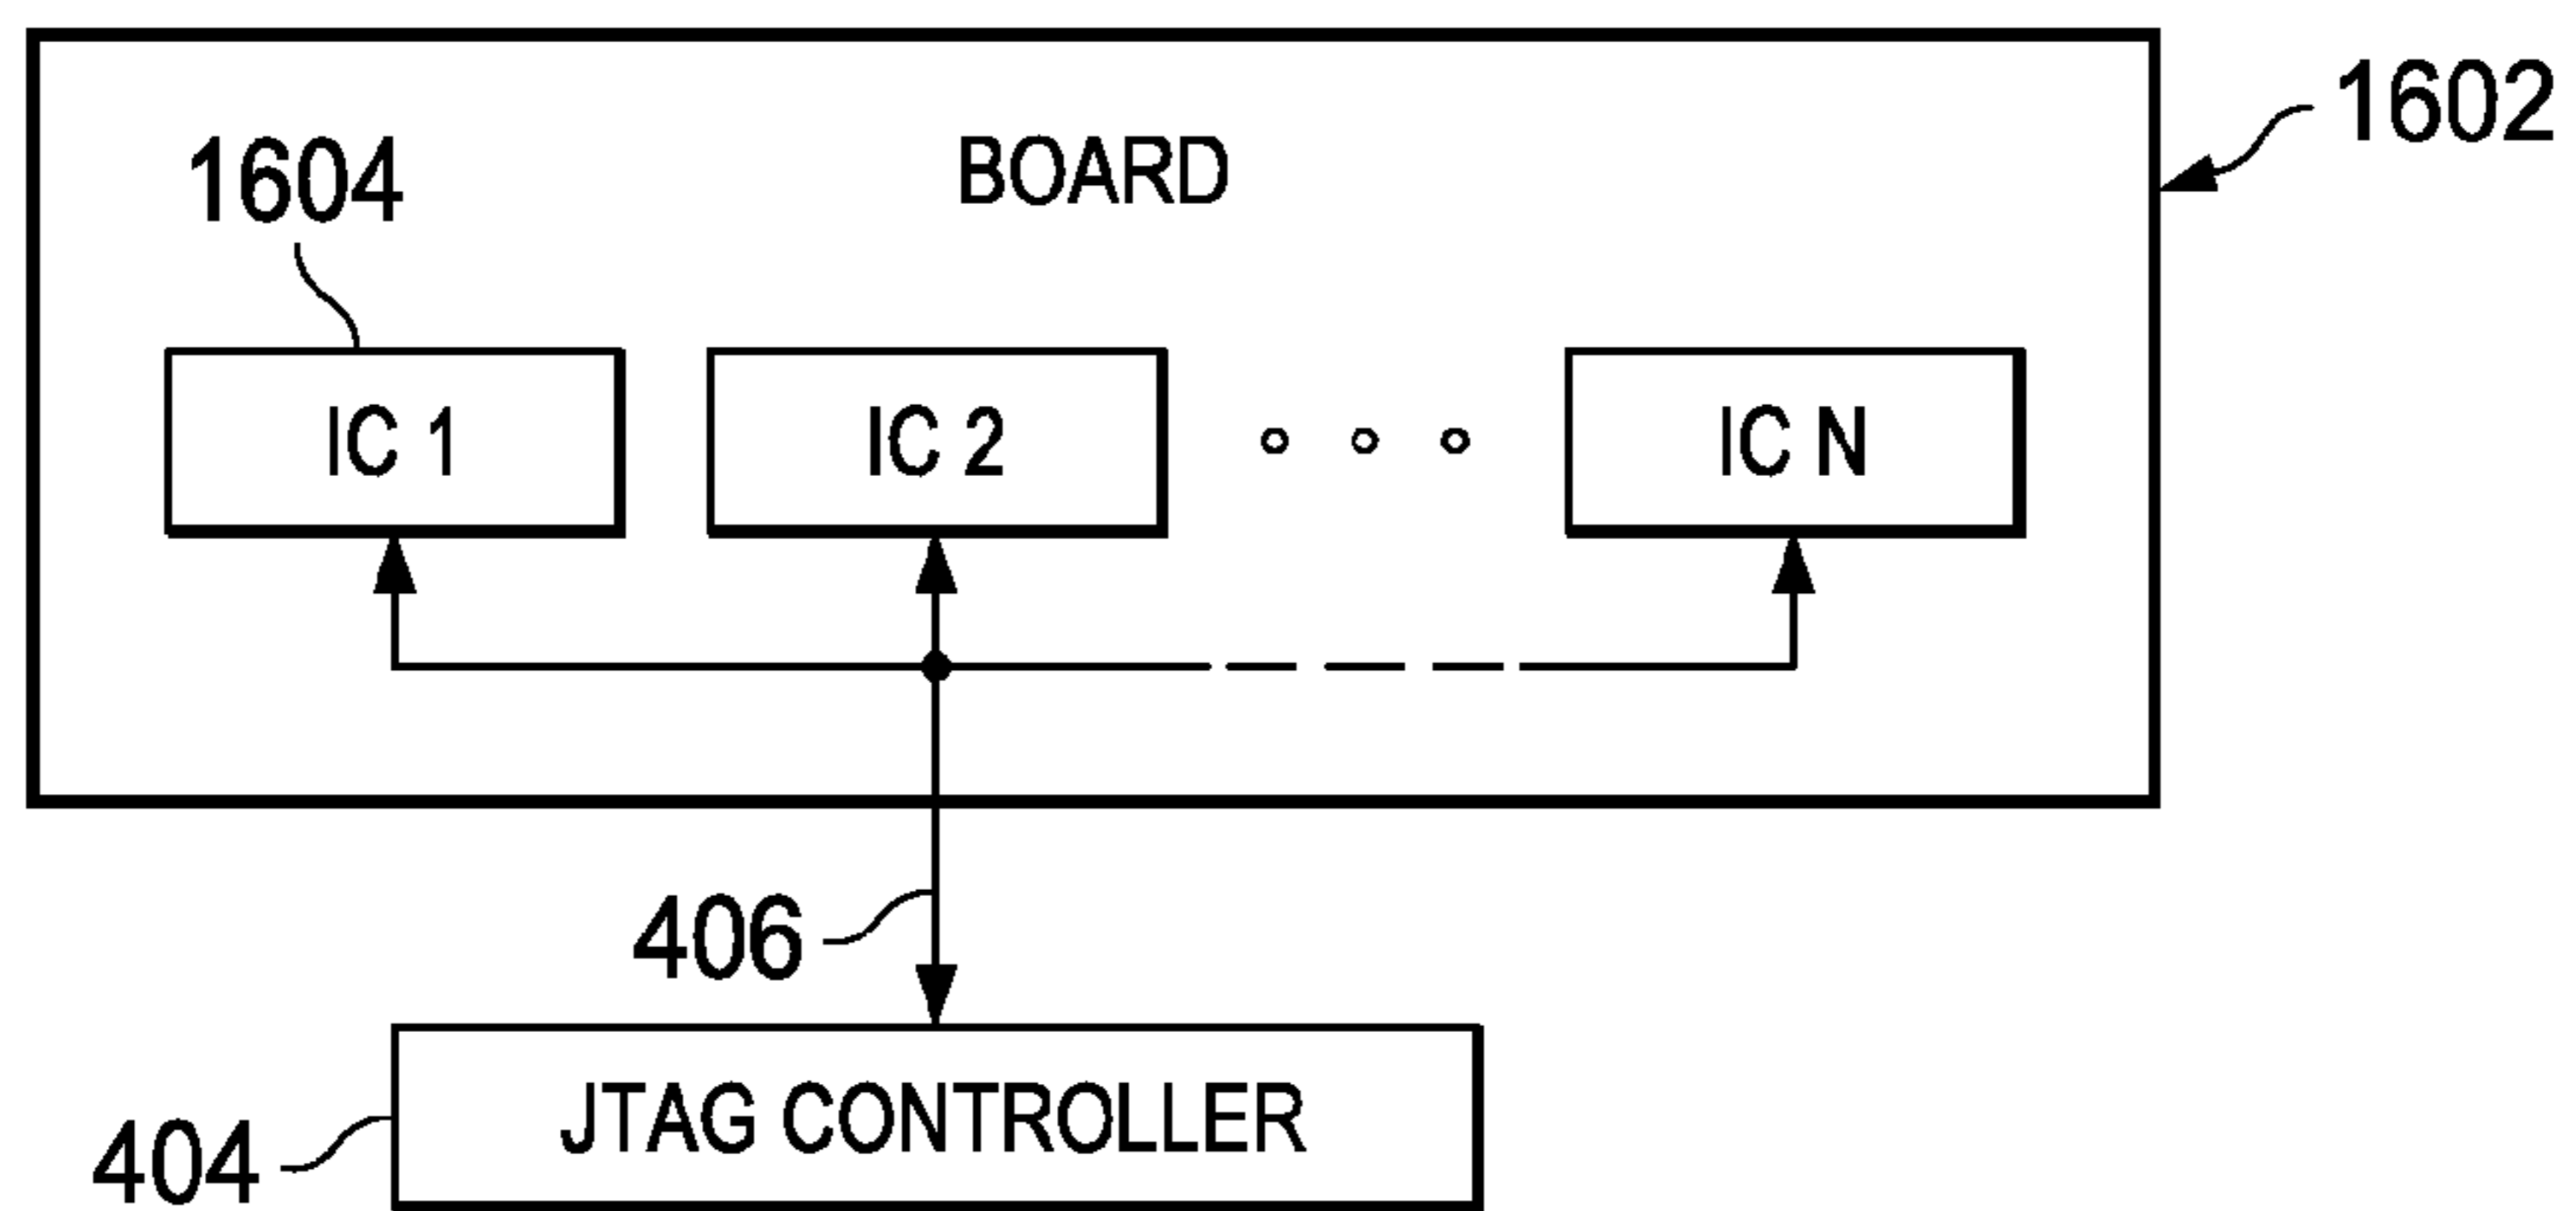 1602
BOARD
1604
IC 1
IC 2
IC N
406
JTAG CONTROLLER
404